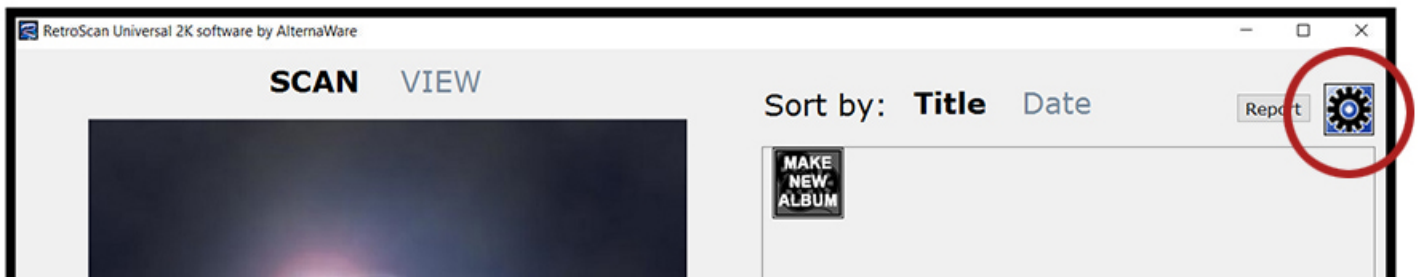 RetroScan Universal 2K software by AlternaWare
SCAN VIEW
Sort by: Title Date Report
MAKE
NEW
ALBUM